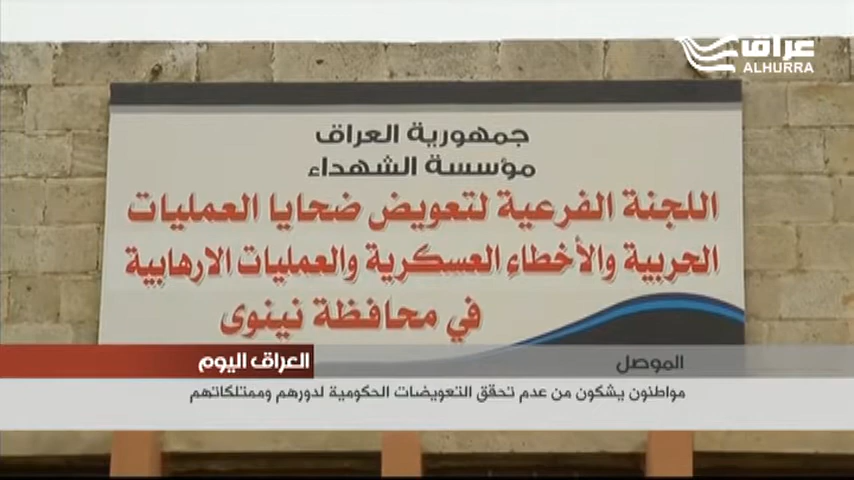 عراق
ALHURRA
جمهورية العراق
مؤسسة الشهداء
اللجنة الفرعية لتعويض ضحايا العمليات
الحربية والأخطاء العسكرية والعمليات الارهابية
في محافظة نينوى
العراق اليوم
الموصل
مواطنون يشكون من عدم تحقق التعويضات الحكومية لدورهم وممتلكاتهم